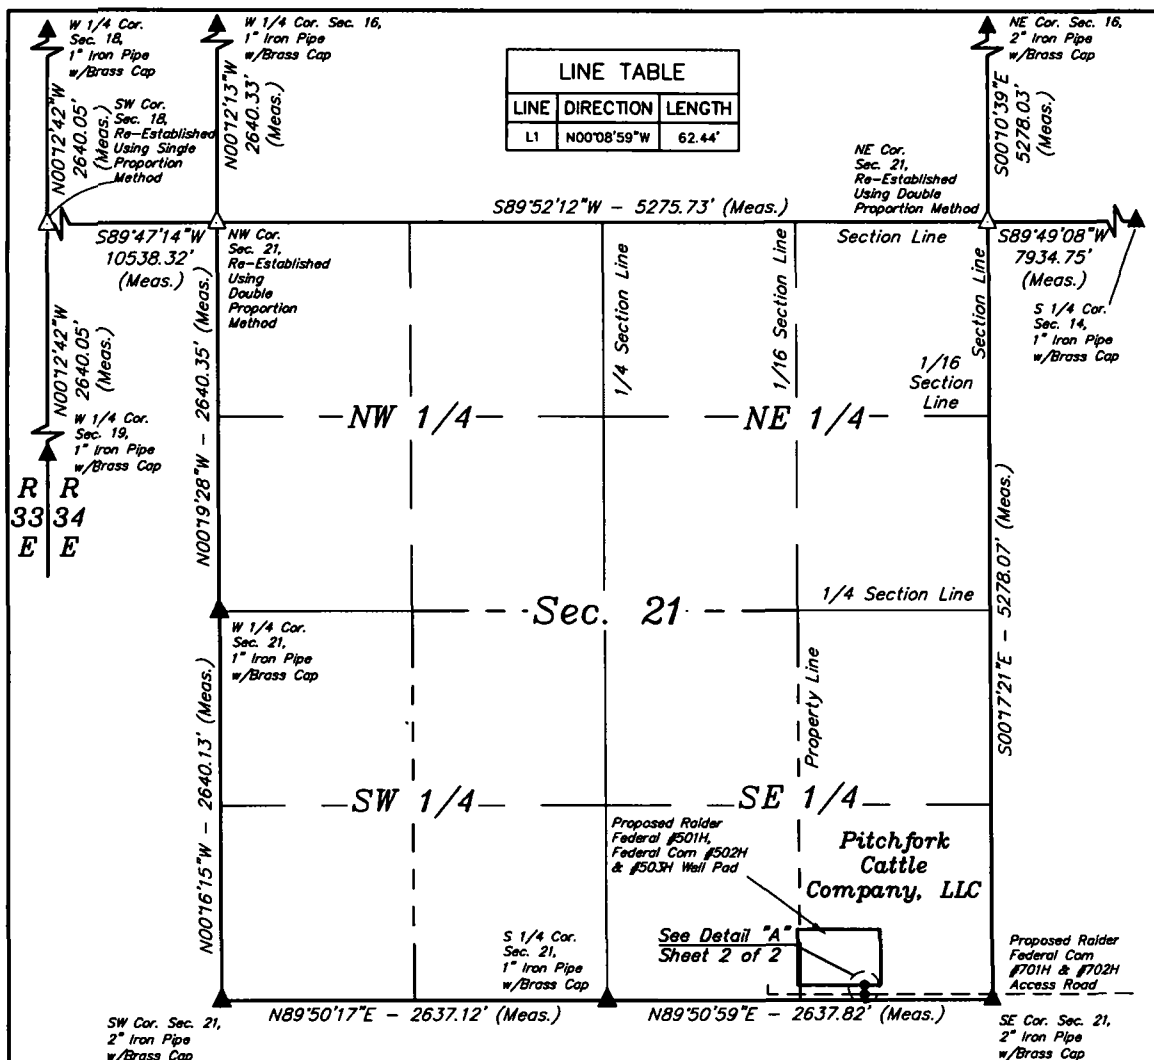 W 1/4 Cor.
Sec. 18,
1" Iron Pipe
w/Brass Cap
W 1/4 Cor. Sec. 16,
1" Iron Pipe
w/Brass Cap
NE Cor. Sec. 16,
2" Iron Pipe
w/Brass Cap
LINE TABLE
LINE DIRECTION LENGTH
L1 N00°08'59"W 62.44'
N00°12'42"W
2640.05'
(Meas.)
SW Cor.
Sec. 18,
Re-Established
Using Single
Proportion
Method
N00°12'13"W
2640.33'
(Meas.)
S00°10'39"E
5278.03'
(Meas.)
NE Cor.
Sec. 21,
Re-Established
Using Double
Proportion Method
S89°52'12"W - 5275.73' (Meas.)
Section Line
S89°47'14"W
10538.32'
(Meas.)
NW Cor.
Sec. 21,
Re-Established
Using
Double
Proportion
Method
S89°49'08"W
7934.75'
(Meas.)
S 1/4 Cor.
Sec. 14,
1" Iron Pipe
w/Brass Cap
N00°12'42"W
2640.05'
(Meas.)
W 1/4 Cor.
Sec. 19,
1" Iron Pipe
w/Brass Cap
R R
33 34
E E
N00°19'28"W - 2640.35' (Meas.)
1/4 Section Line
1/16 Section Line
Section Line
1/16
Section
Line
NW 1/4
NE 1/4
Sec. 21
1/4 Section Line
W 1/4 Cor.
Sec. 21,
1" Iron Pipe
w/Brass Cap
S00°17'21"E - 5278.07' (Meas.)
N00°16'15"W - 2640.13' (Meas.)
Property Line
SW 1/4
SE 1/4
Proposed Raider
Federal #501H,
Federal Com #502H
& #503H Well Pad
Pitchfork
Cattle
Company, LLC
See Detail "A"
Sheet 2 of 2
S 1/4 Cor.
Sec. 21,
1" Iron Pipe
w/Brass Cap
Proposed Raider
Federal Com
#701H & #702H
Access Road
N89°50'17"E - 2637.12' (Meas.)
N89°50'59"E - 2637.82' (Meas.)
SW Cor. Sec. 21,
2" Iron Pipe
w/Brass Cap
SE Cor. Sec. 21,
2" Iron Pipe
w/Brass Cap